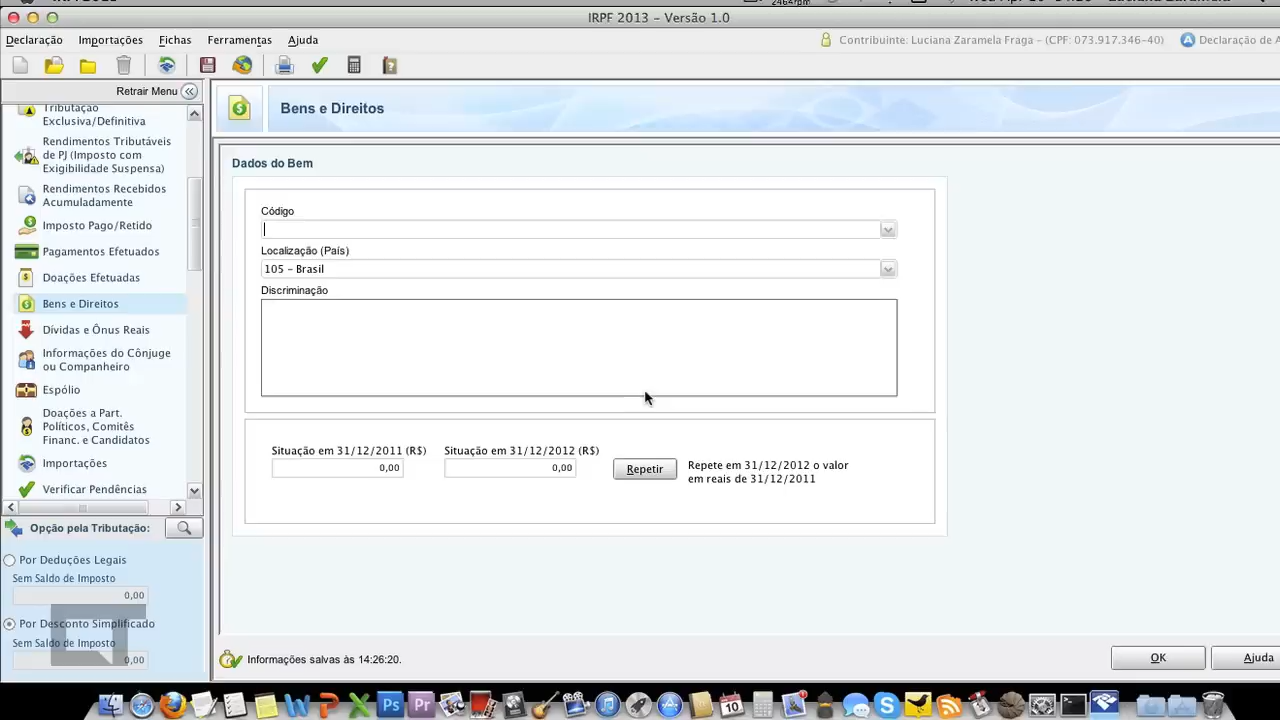 2464rpm
IRPF 2013 – Versão 1.0
Declaração Importações Fichas Ferramentas Ajuda
Contribuinte: Luciana Zaramela Fraga – (CPF: 073.917.346-40)
Declaração de A
Retrair Menu
Tributação
Exclusiva/Definitiva
Rendimentos Tributáveis
de PJ (Imposto com
Exigibilidade Suspensa)
Rendimentos Recebidos
Acumuladamente
Imposto Pago/Retido
Pagamentos Efetuados
Doações Efetuadas
Bens e Direitos
Dívidas e Ônus Reais
Informações do Cônjuge
ou Companheiro
Espólio
Doações a Part.
Políticos, Comitês
Financ. e Candidatos
Importações
Verificar Pendências
Opção pela Tributação:
Por Deduções Legais
Sem Saldo de Imposto
0,00
Por Desconto Simplificado
Sem Saldo de Imposto
0,00
Bens e Direitos
Dados do Bem
Código
Localização (País)
105 – Brasil
Discriminação
Situação em 31/12/2011 (R$)
0,00
Situação em 31/12/2012 (R$)
0,00
Repetir
Repete em 31/12/2012 o valor
em reais de 31/12/2011
Informações salvas às 14:26:20.
OK
Ajuda